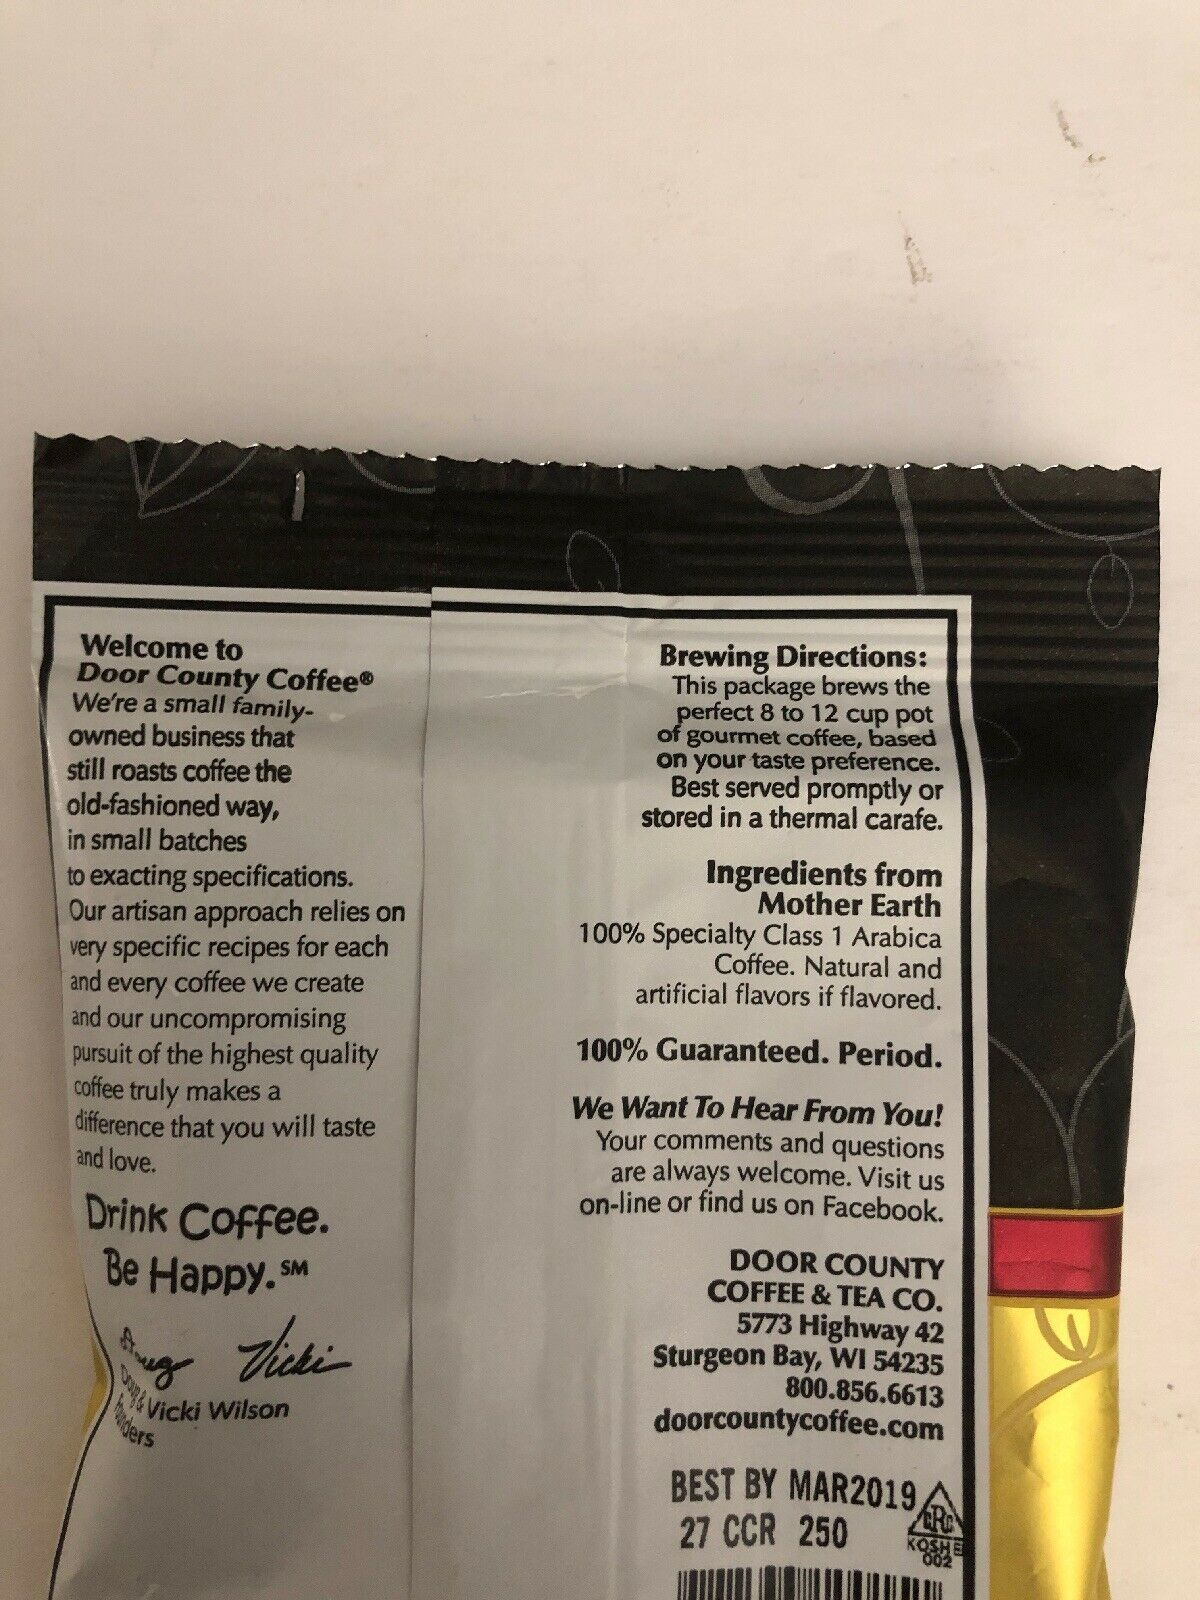 Welcome to
Door County Coffee®
We're a small family-
owned business that
still roasts coffee the
old-fashioned way,
in small batches
to exacting specifications.
Our artisan approach relies on
very specific recipes for each
and every coffee we create
and our uncompromising
pursuit of the highest quality
coffee truly makes a
difference that you will taste
and love.
Drink Coffee.
Be Happy.℠
Doug Vicki
Doug & Vicki Wilson
Founders
Brewing Directions:
This package brews the
perfect 8 to 12 cup pot
of gourmet coffee, based
on your taste preference.
Best served promptly or
stored in a thermal carafe.
Ingredients from
Mother Earth
100% Specialty Class 1 Arabica
Coffee. Natural and
artificial flavors if flavored.
100% Guaranteed. Period.
We Want To Hear From You!
Your comments and questions
are always welcome. Visit us
on-line or find us on Facebook.
DOOR COUNTY
COFFEE & TEA CO.
5773 Highway 42
Sturgeon Bay, WI 54235
800.856.6613
doorcountycoffee.com
BEST BY MAR2019
27 CCR 250
CRC
KOSHE
002